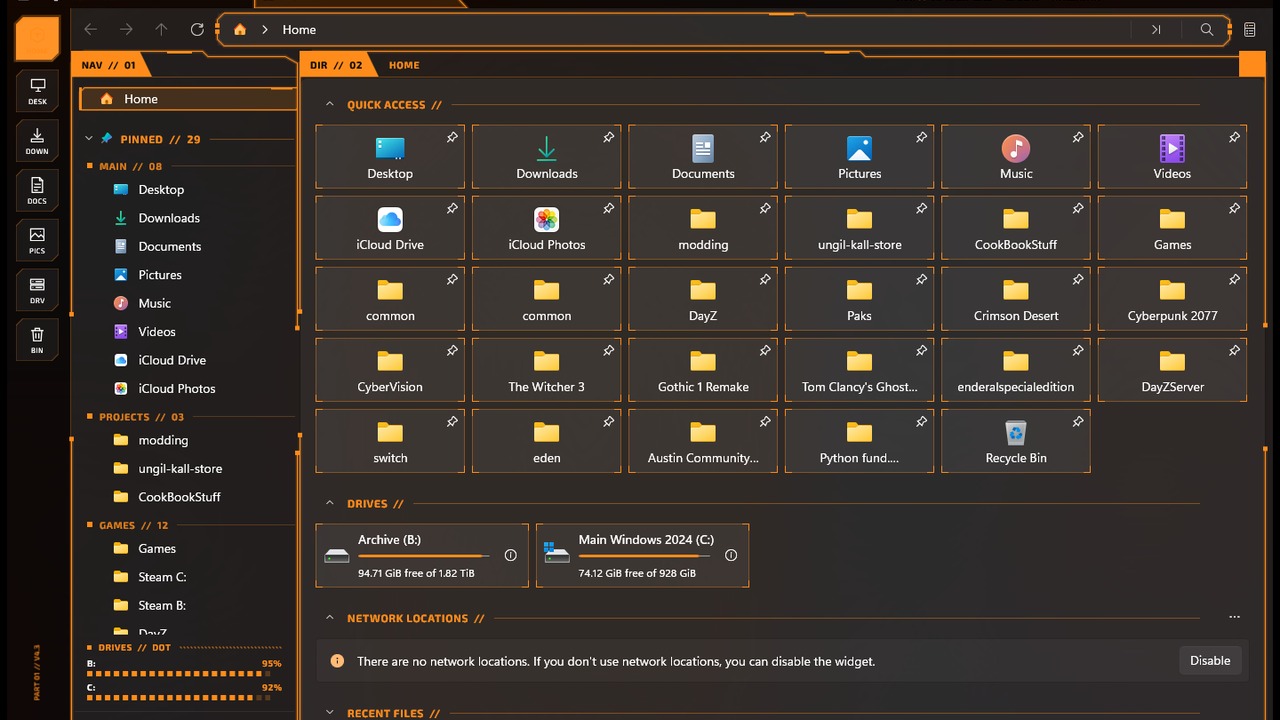 Home
NAV // 01
DIR // 02 HOME
DESK
DOWN
DOCS
PICS
DRV
BIN
PART 01 // V4.3
Home
PINNED // 29
MAIN // 08
Desktop
Downloads
Documents
Pictures
Music
Videos
iCloud Drive
iCloud Photos
PROJECTS // 03
modding
ungil-kall-store
CookBookStuff
GAMES // 12
Games
Steam C:
Steam B:
DayZ
DRIVES // DOT
B: 95%
C: 92%
QUICK ACCESS //
Desktop Downloads Documents Pictures Music Videos
iCloud Drive iCloud Photos modding ungil-kall-store CookBookStuff Games
common common DayZ Paks Crimson Desert Cyberpunk 2077
CyberVision The Witcher 3 Gothic 1 Remake Tom Clancy's Ghost... enderalspecialedition DayZServer
switch eden Austin Community... Python fund.... Recycle Bin
DRIVES //
Archive (B:) Main Windows 2024 (C:)
94.71 GiB free of 1.82 TiB 74.12 GiB free of 928 GiB
NETWORK LOCATIONS //
There are no network locations. If you don't use network locations, you can disable the widget. Disable
RECENT FILES //